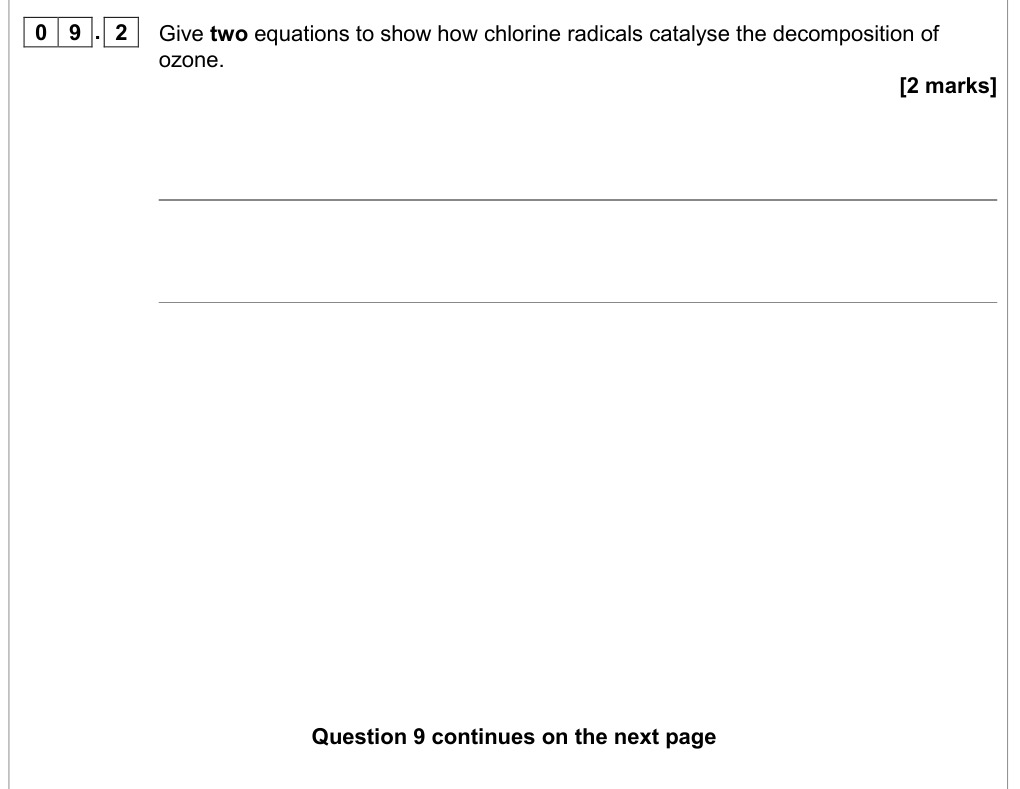 0 9 . 2 Give two equations to show how chlorine radicals catalyse the decomposition of
ozone.
[2 marks]
Question 9 continues on the next page